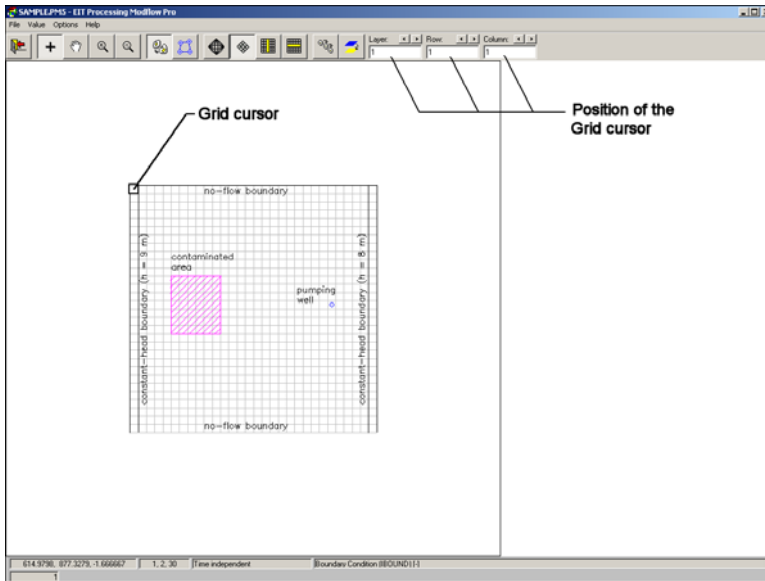 SAMPLE.PM5 - EIT Processing Modflow Pro
File Value Options Help
Layer: Row: Column:
1 1 1
Grid cursor
Position of the
Grid cursor
no-flow boundary
constant-head boundary (h = 9 m)
contaminated
area
pumping
well
constant-head boundary (h = 8 m)
no-flow boundary
614.9798, 877.3279, -1.666667 1, 2, 30 Time independent Boundary Condition (IBOUND) [-]
1